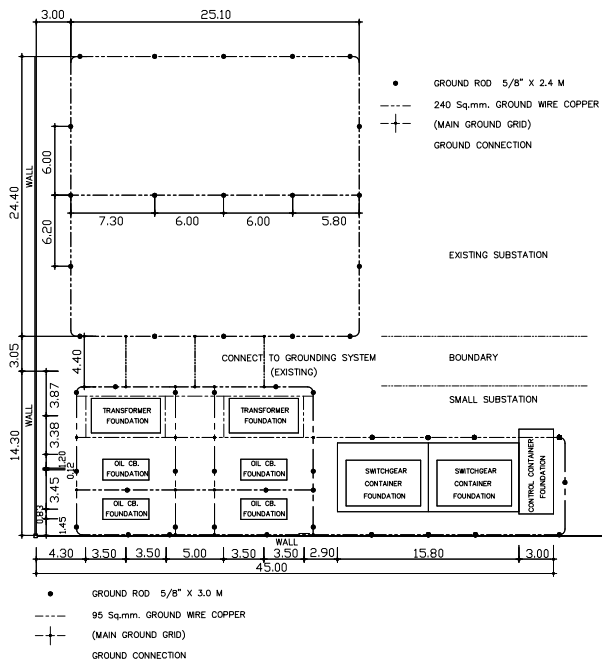 3.00
25.10
24.40
WALL
6.00
6.20
7.30
6.00
6.00
5.80
GROUND ROD 5/8" X 2.4 M
240 Sq.mm. GROUND WIRE COPPER
(MAIN GROUND GRID)
GROUND CONNECTION
EXISTING SUBSTATION
3.05
4.40
CONNECT TO GROUNDING SYSTEM
(EXISTING)
BOUNDARY
SMALL SUBSTATION
14.30
WALL
3.87
3.38
1.20
0.12
3.45
0.83
1.45
TRANSFORMER
FOUNDATION
TRANSFORMER
FOUNDATION
OIL CB.
FOUNDATION
OIL CB.
FOUNDATION
OIL CB.
FOUNDATION
OIL CB.
FOUNDATION
SWITCHGEAR
CONTAINER
FOUNDATION
SWITCHGEAR
CONTAINER
FOUNDATION
CONTROL CONTAINER
FOUNDATION
WALL
4.30
3.50
3.50
5.00
3.50
3.50
2.90
15.80
3.00
45.00
GROUND ROD 5/8" X 3.0 M
95 Sq.mm. GROUND WIRE COPPER
(MAIN GROUND GRID)
GROUND CONNECTION